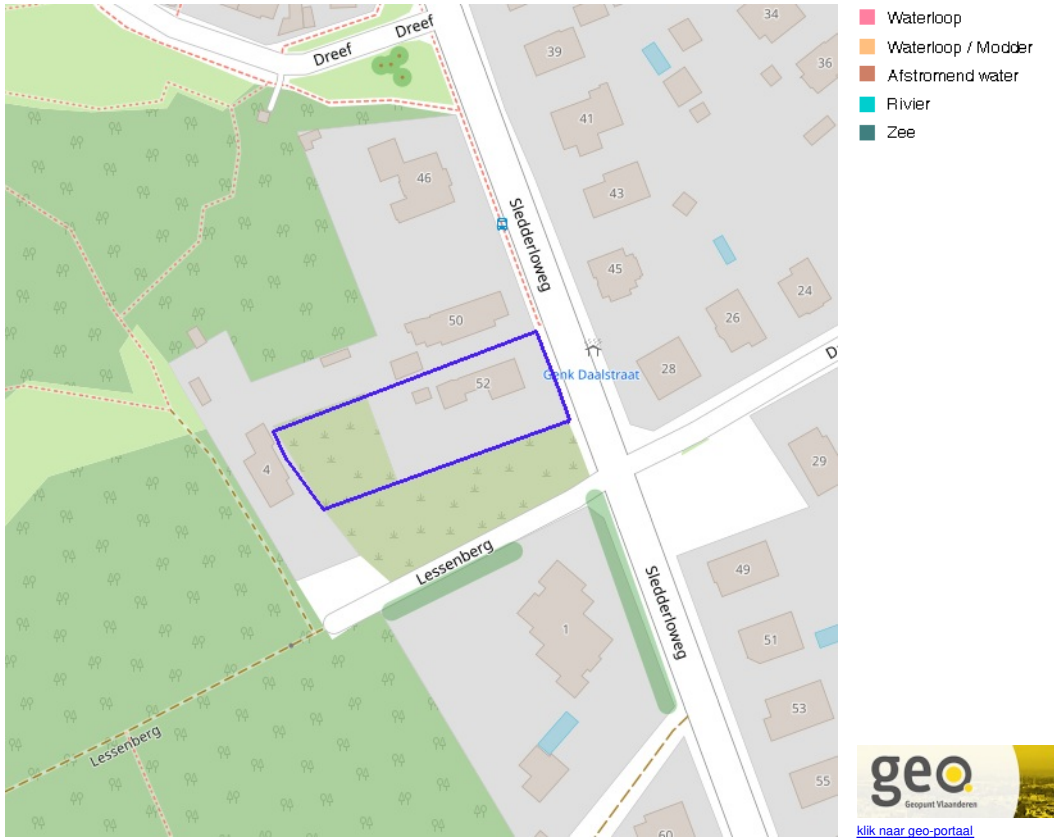 Dreef
Dreef
34
39
36
41
46
43
Sledderloweg
45
24
50
26
52
28
Genk Daalstraat
D
4
29
Lessenberg
49
Sledderloweg
1
51
53
Lessenberg
55
60
Waterloop
Waterloop / Modder
Afstromend water
Rivier
Zee
geo.
Geopunt Vlaanderen
klik naar geo-portaal